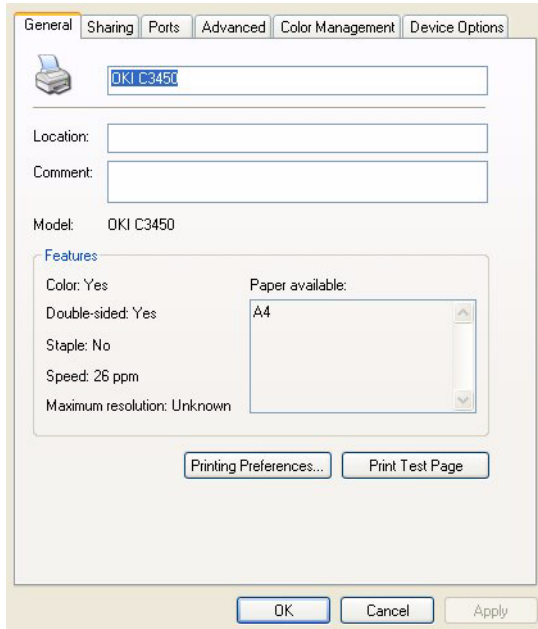 General Sharing Ports Advanced Color Management Device Options
OKI C3450
Location:
Comment:
Model: OKI C3450
Features
Color: Yes Paper available:
Double-sided: Yes A4
Staple: No
Speed: 26 ppm
Maximum resolution: Unknown
Printing Preferences... Print Test Page
OK Cancel Apply